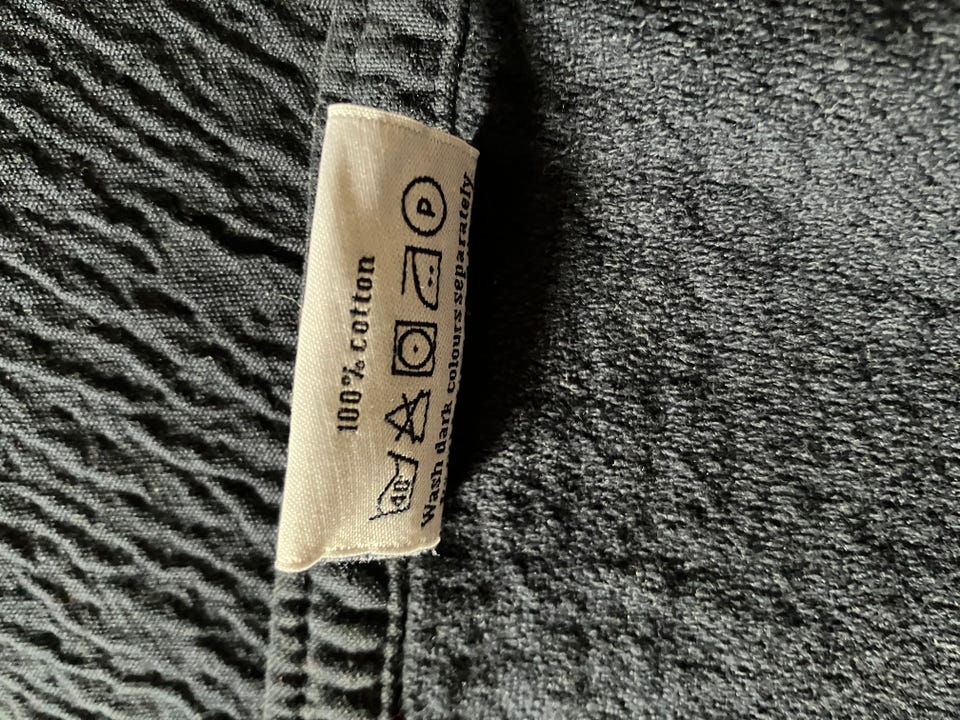 100% Cotton
40 P
Wash dark colours separately